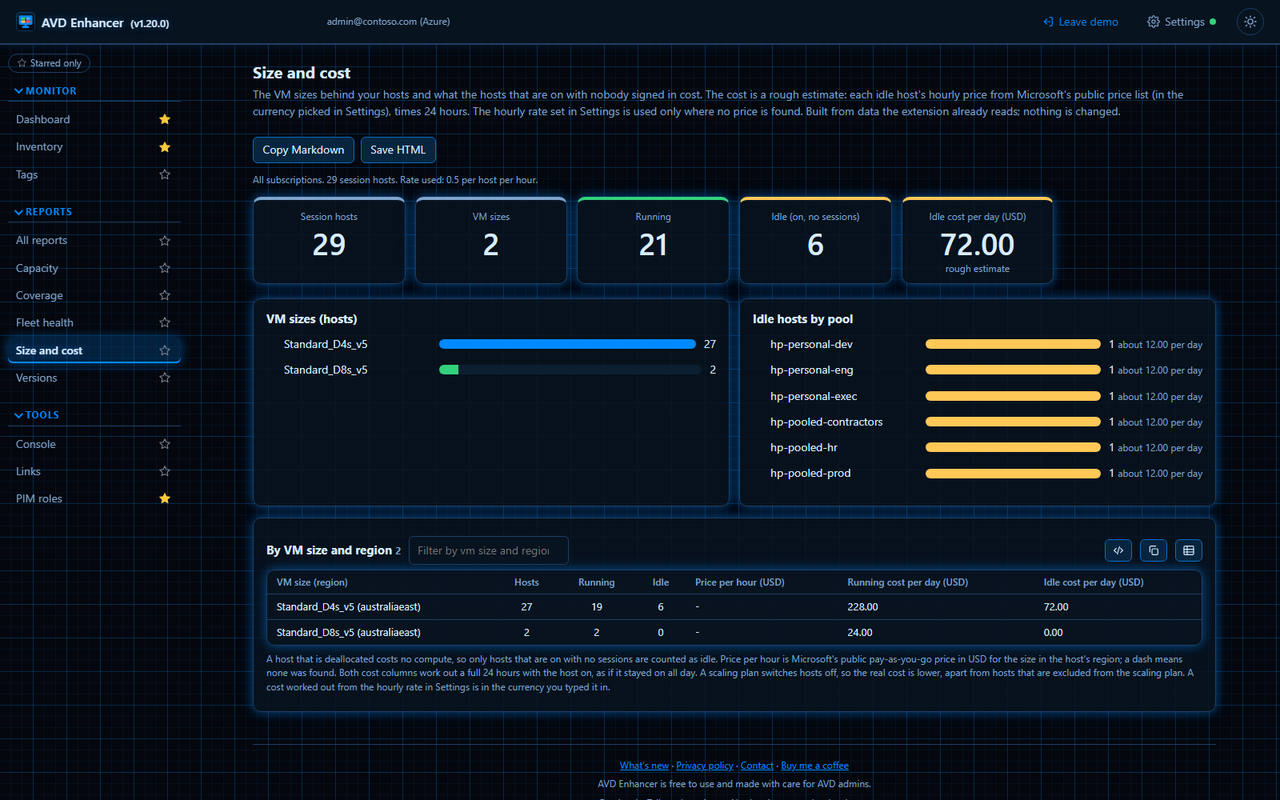 AVD Enhancer (v1.20.0)
admin@contoso.com (Azure)
Leave demo
Settings
Starred only
MONITOR
Dashboard
Inventory
Tags
REPORTS
All reports
Capacity
Coverage
Fleet health
Size and cost
Versions
TOOLS
Console
Links
PIM roles
Size and cost
The VM sizes behind your hosts and what the hosts that are on with nobody signed in cost. The cost is a rough estimate: each idle host's hourly price from Microsoft's public price list (in the
currency picked in Settings), times 24 hours. The hourly rate set in Settings is used only where no price is found. Built from data the extension already reads; nothing is changed.
Copy Markdown
Save HTML
All subscriptions. 29 session hosts. Rate used: 0.5 per host per hour.
Session hosts
29
VM sizes
2
Running
21
Idle (on, no sessions)
6
Idle cost per day (USD)
72.00
rough estimate
VM sizes (hosts)
Standard_D4s_v5 27
Standard_D8s_v5 2
Idle hosts by pool
hp-personal-dev 1 about 12.00 per day
hp-personal-eng 1 about 12.00 per day
hp-personal-exec 1 about 12.00 per day
hp-pooled-contractors 1 about 12.00 per day
hp-pooled-hr 1 about 12.00 per day
hp-pooled-prod 1 about 12.00 per day
By VM size and region 2
Filter by vm size and region
VM size (region) Hosts Running Idle Price per hour (USD) Running cost per day (USD) Idle cost per day (USD)
Standard_D4s_v5 (australiaeast) 27 19 6 - 228.00 72.00
Standard_D8s_v5 (australiaeast) 2 2 0 - 24.00 0.00
A host that is deallocated costs no compute, so only hosts that are on with no sessions are counted as idle. Price per hour is Microsoft's public pay-as-you-go price in USD for the size in the host's region; a dash means
none was found. Both cost columns work out a full 24 hours with the host on, as if it stayed on all day. A scaling plan switches hosts off, so the real cost is lower, apart from hosts that are excluded from the scaling plan. A
cost worked out from the hourly rate in Settings is in the currency you typed it in.
What's new · Privacy policy · Contact · Buy me a coffee
AVD Enhancer is free to use and made with care for AVD admins.